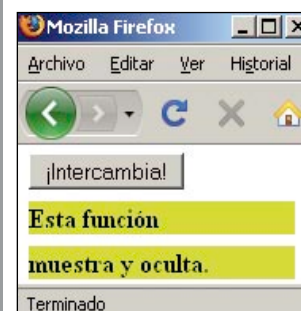 Mozilla Firefox
Archivo Editar Ver Historial
¡Intercambia!
Esta función
muestra y oculta.
Terminado